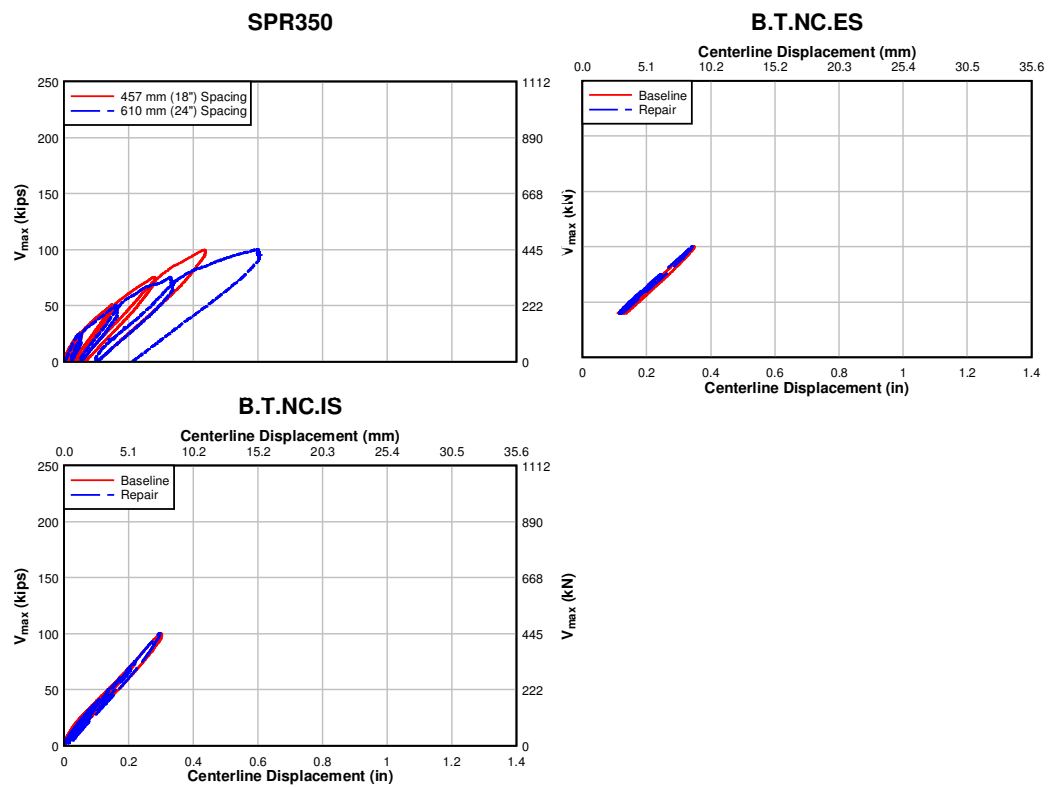 SPR350
250
200
150
100
50
0
V_max (kips)
457 mm (18") Spacing
610 mm (24") Spacing
1112
890
668
445
222
0
B.T.NC.ES
Centerline Displacement (mm)
0.0 5.1 10.2 15.2 20.3 25.4 30.5 35.6
Baseline
Repair
V_max (kN)
0 0.2 0.4 0.6 0.8 1 1.2 1.4
Centerline Displacement (in)
B.T.NC.IS
Centerline Displacement (mm)
0.0 5.1 10.2 15.2 20.3 25.4 30.5 35.6
250
200
150
100
50
0
V_max (kips)
Baseline
Repair
1112
890
668
445
222
0
V_max (kN)
0 0.2 0.4 0.6 0.8 1 1.2 1.4
Centerline Displacement (in)